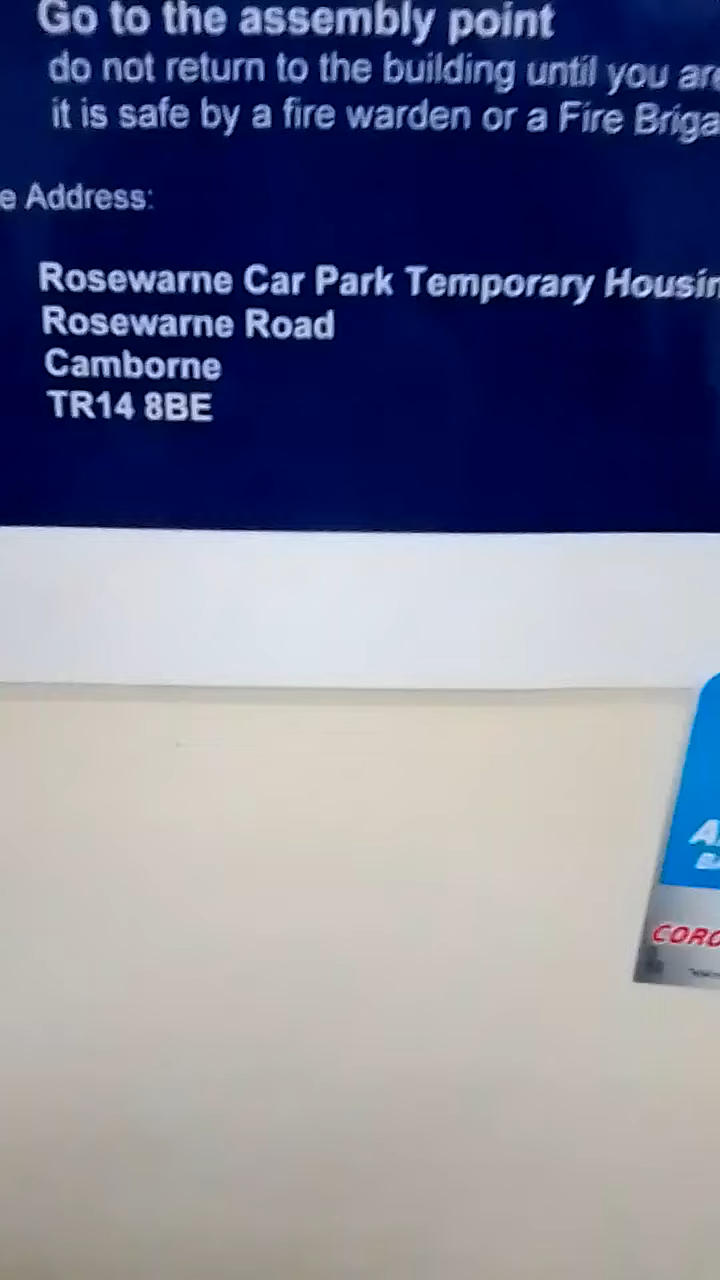 Go to the assembly point
do not return to the building until you are
it is safe by a fire warden or a Fire Briga
e Address:
Rosewarne Car Park Temporary Housin
Rosewarne Road
Camborne
TR14 8BE
CORO